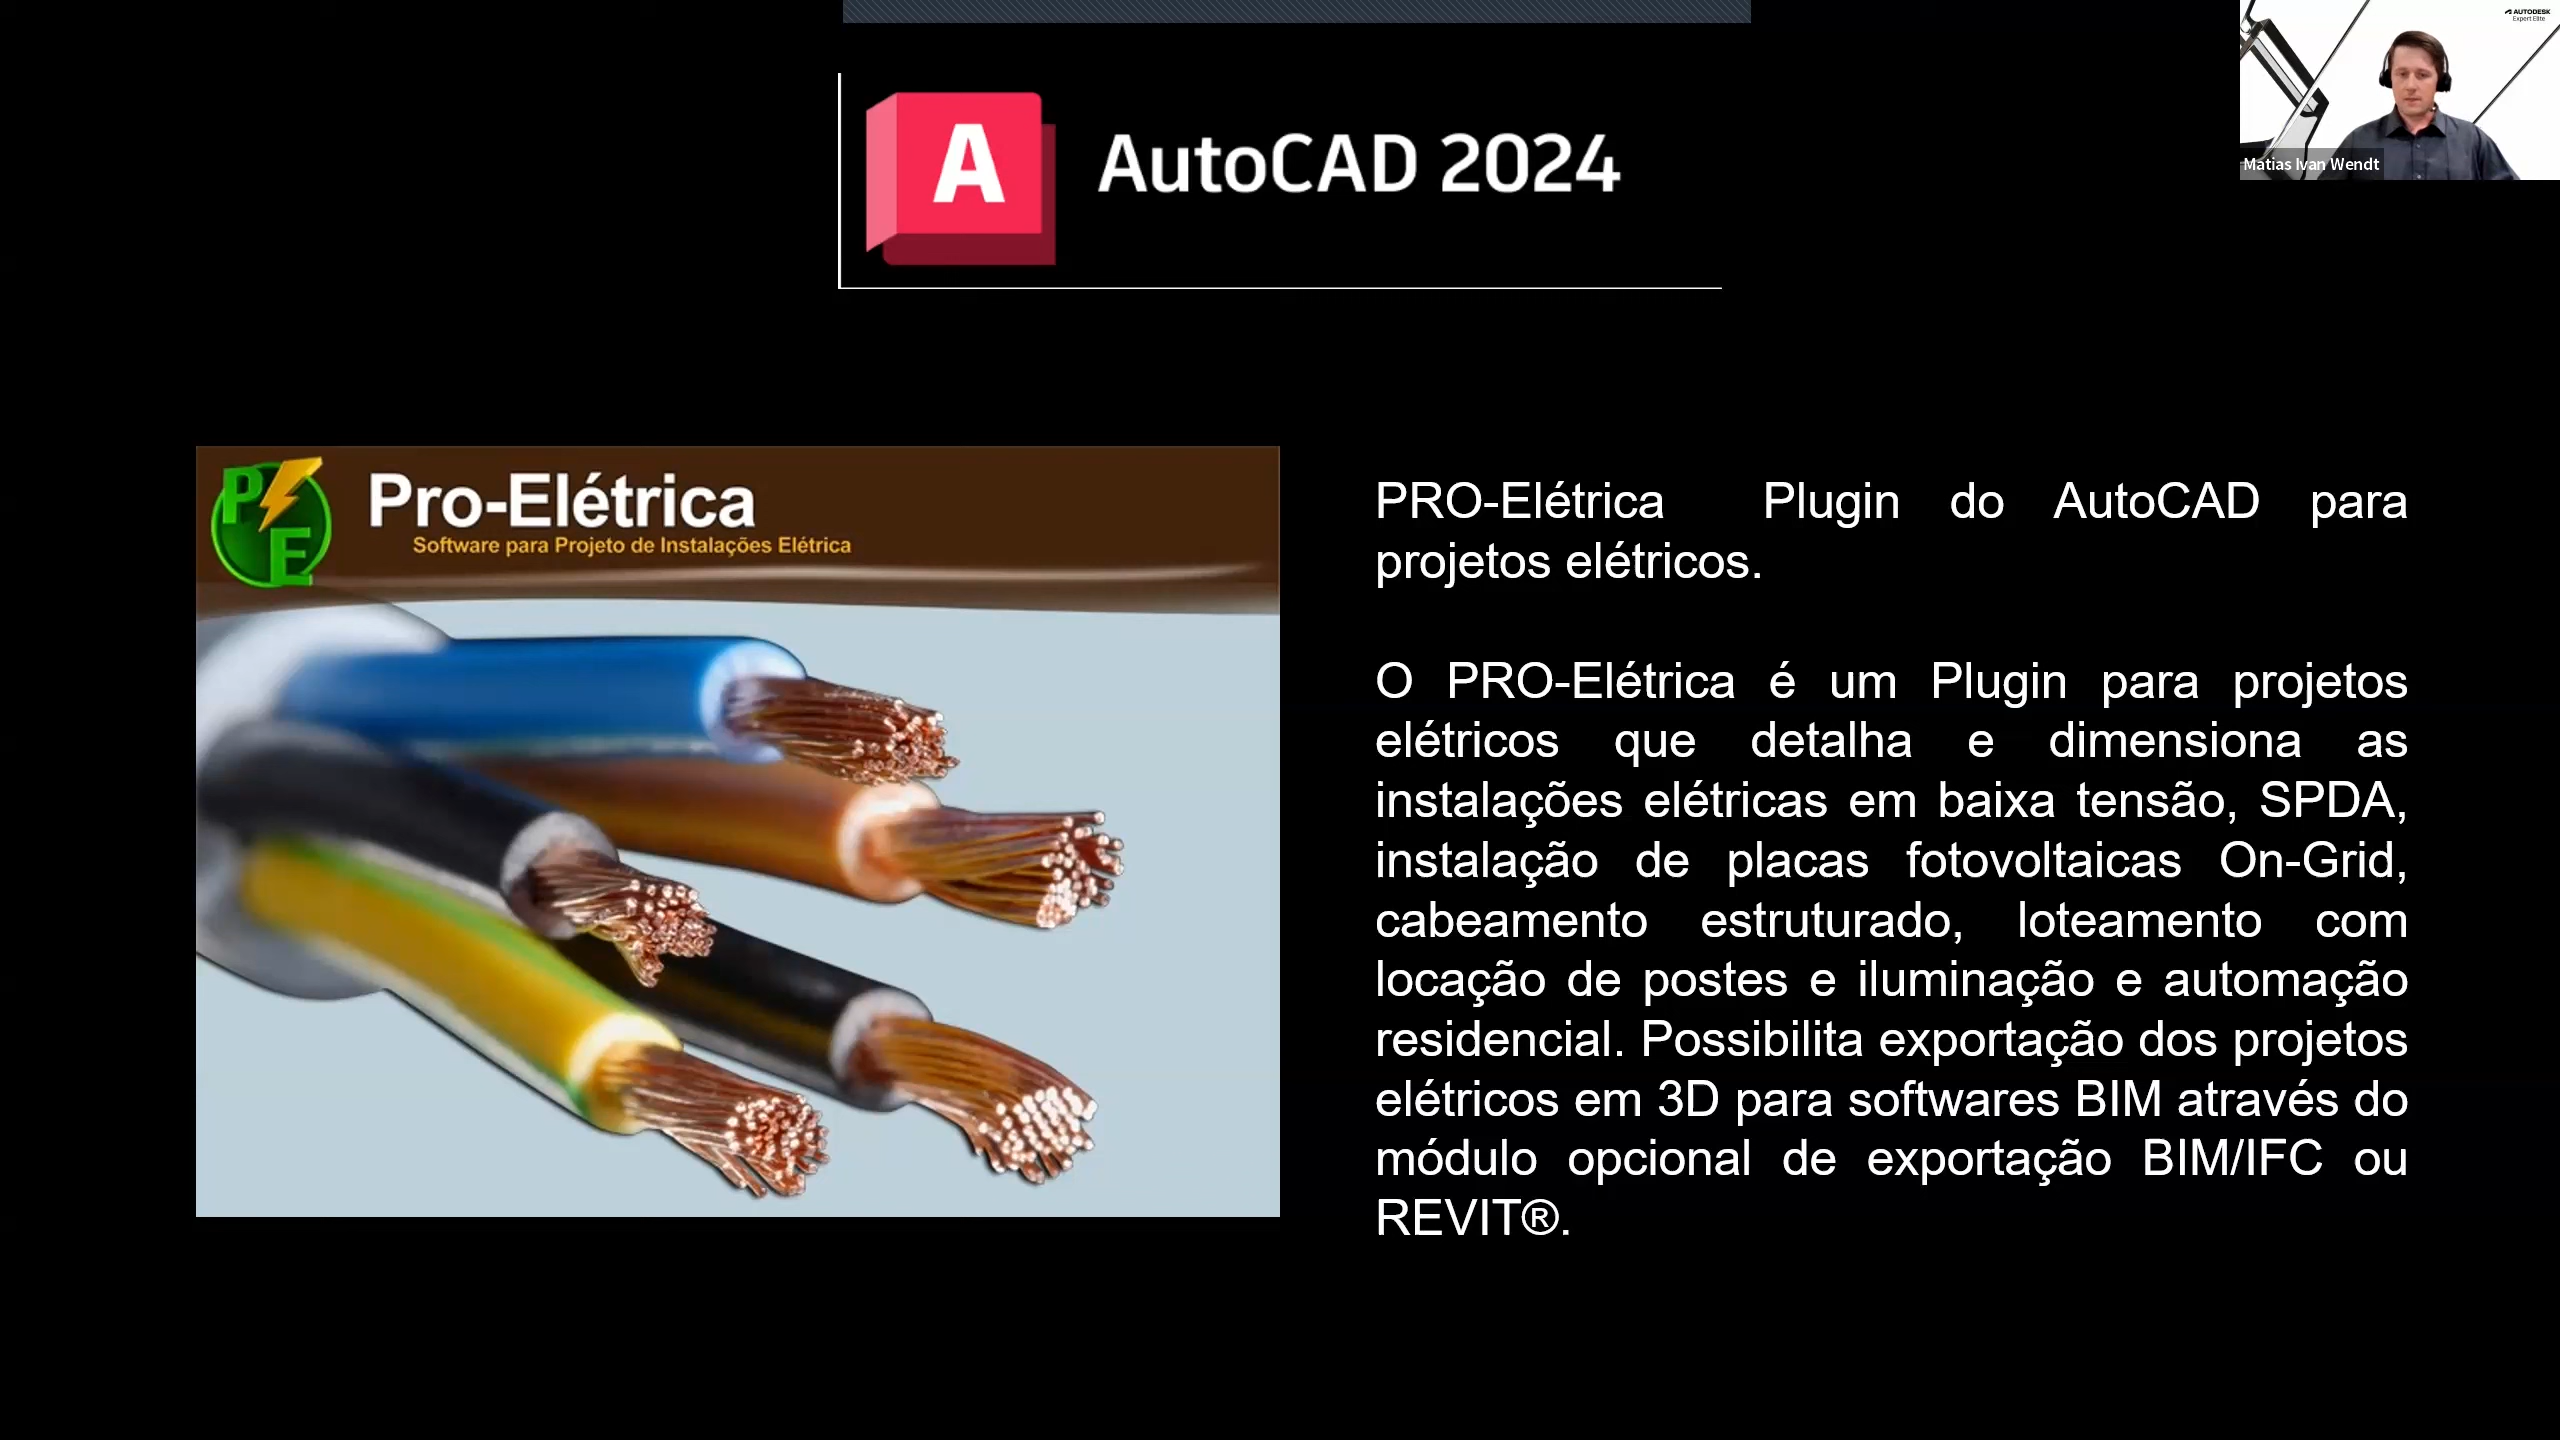 AUTODESK
Expert Elite
Matias Ivan Wendt
A AutoCAD 2024
PE
Pro-Elétrica
Software para Projeto de Instalações Elétrica
PRO-Elétrica Plugin do AutoCAD para
projetos elétricos.
O PRO-Elétrica é um Plugin para projetos
elétricos que detalha e dimensiona as
instalações elétricas em baixa tensão, SPDA,
instalação de placas fotovoltaicas On-Grid,
cabeamento estruturado, loteamento com
locação de postes e iluminação e automação
residencial. Possibilita exportação dos projetos
elétricos em 3D para softwares BIM através do
módulo opcional de exportação BIM/IFC ou
REVIT®.